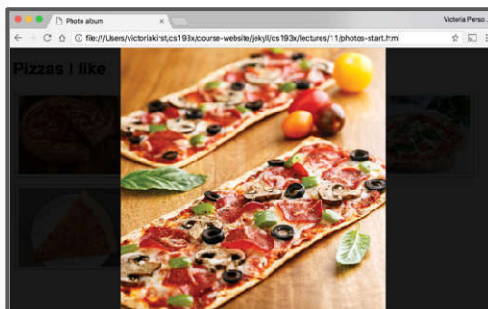 Photo album
Victoria Perso
file:///Users/victoriakirst/cs193x/course-website/jekyll/cs193x/lectures/11/photos-start.html
Pizzas I like